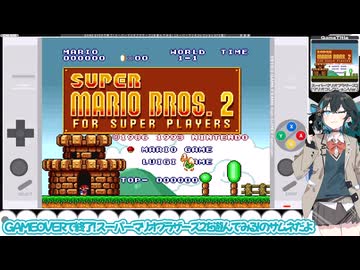 MARIO WORLD TIME
000000 00 1-1
SUPER
MARIO BROS. 2
FOR SUPER PLAYERS
©1986 1993 NINTENDO
MARIO GAME
LUIGI GAME
TOP- 000000
GameTitle
SELECT
GAMEOVERで終了!スーパーマリオブラザーズ2を遊んでみる!のサムネだよ